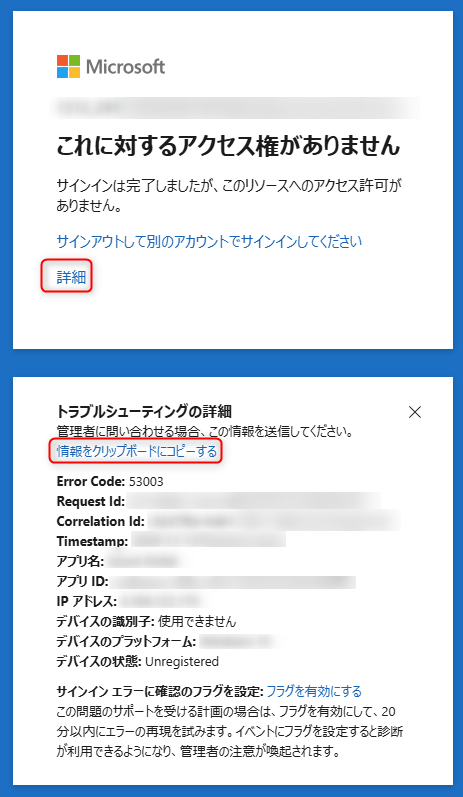 Microsoft
これに対するアクセス権がありません
サインインは完了しましたが、このリソースへのアクセス許可が
ありません。
サインアウトして別のアカウントでサインインしてください
詳細
トラブルシューティングの詳細
管理者に問い合わせる場合、この情報を送信してください。
情報をクリップボードにコピーする
Error Code: 53003
Request Id:
Correlation Id:
Timestamp:
アプリ名:
アプリ ID:
IP アドレス:
デバイスの識別子: 使用できません
デバイスのプラットフォーム:
デバイスの状態: Unregistered
サインイン エラーに確認のフラグを設定: フラグを有効にする
この問題のサポートを受ける計画の場合は、フラグを有効にして、20
分以内にエラーの再現を試みます。イベントにフラグを設定すると診断
が利用できるようになり、管理者の注意が喚起されます。